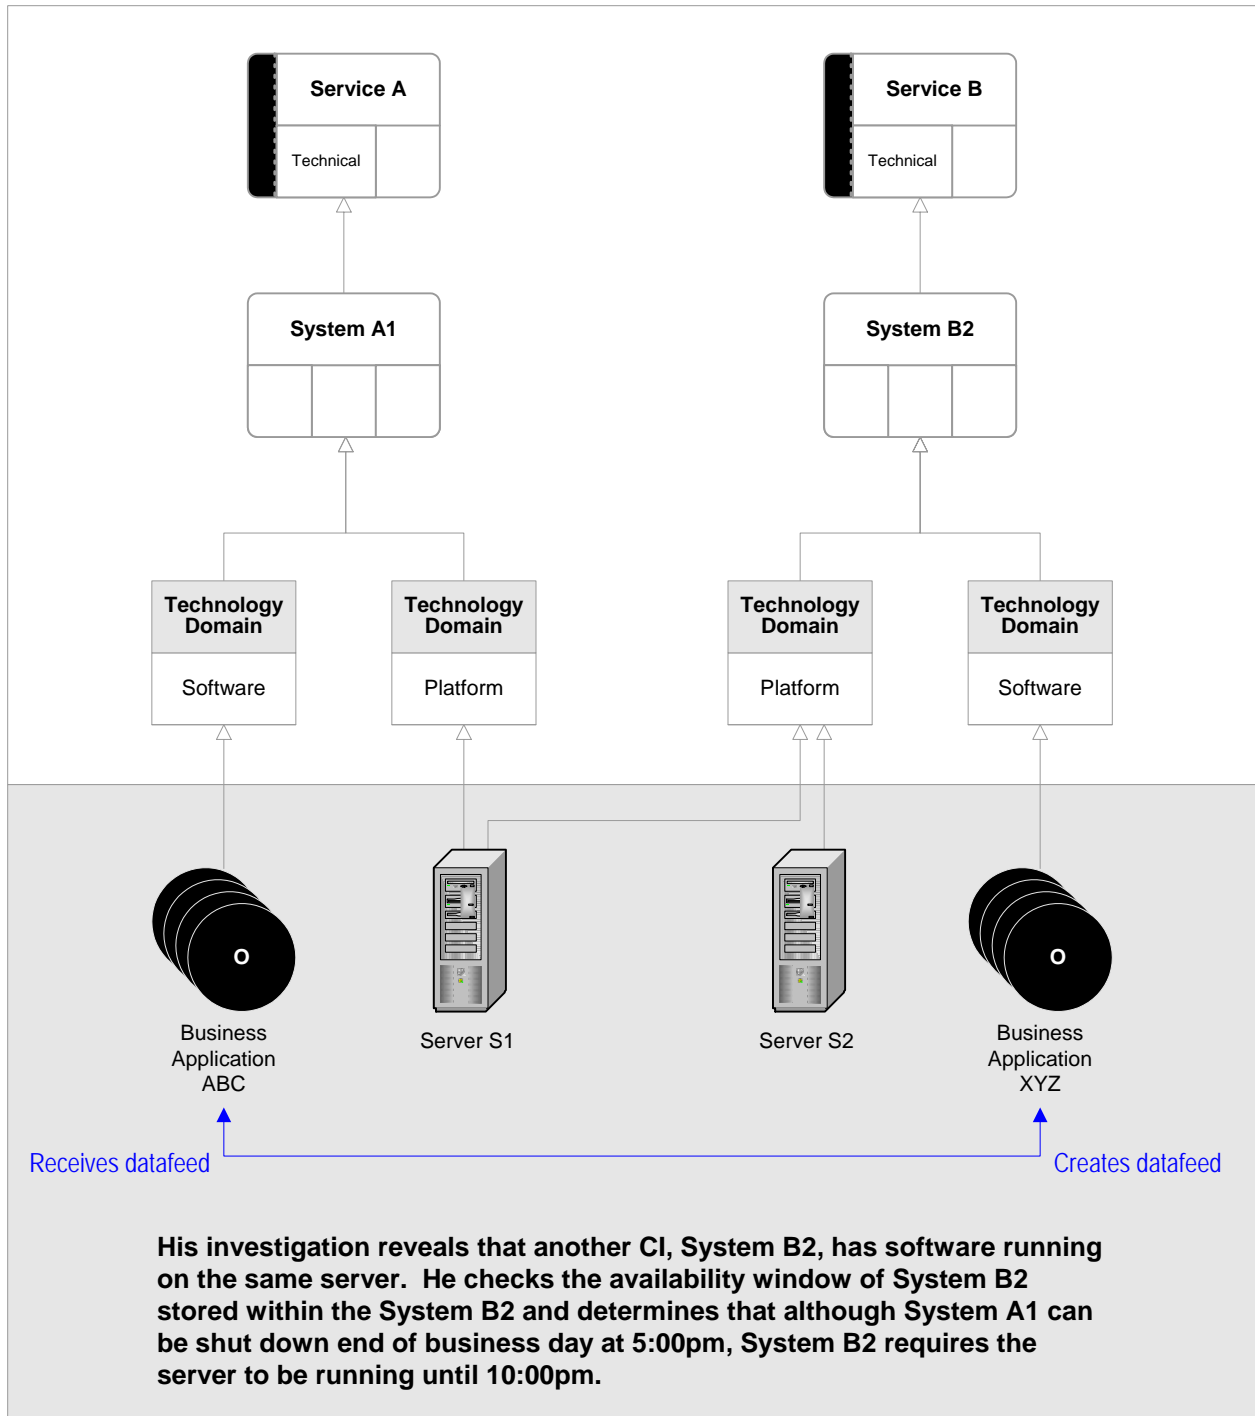 Service A
Technical
Service B
Technical
System A1
System B2
Technology
Domain
Software
Technology
Domain
Platform
Technology
Domain
Platform
Technology
Domain
Software
O
Business
Application
ABC
Server S1
Server S2
O
Business
Application
XYZ
Receives datafeed
Creates datafeed
His investigation reveals that another CI, System B2, has software running
on the same server.  He checks the availability window of System B2
stored within the System B2 and determines that although System A1 can
be shut down end of business day at 5:00pm, System B2 requires the
server to be running until 10:00pm.